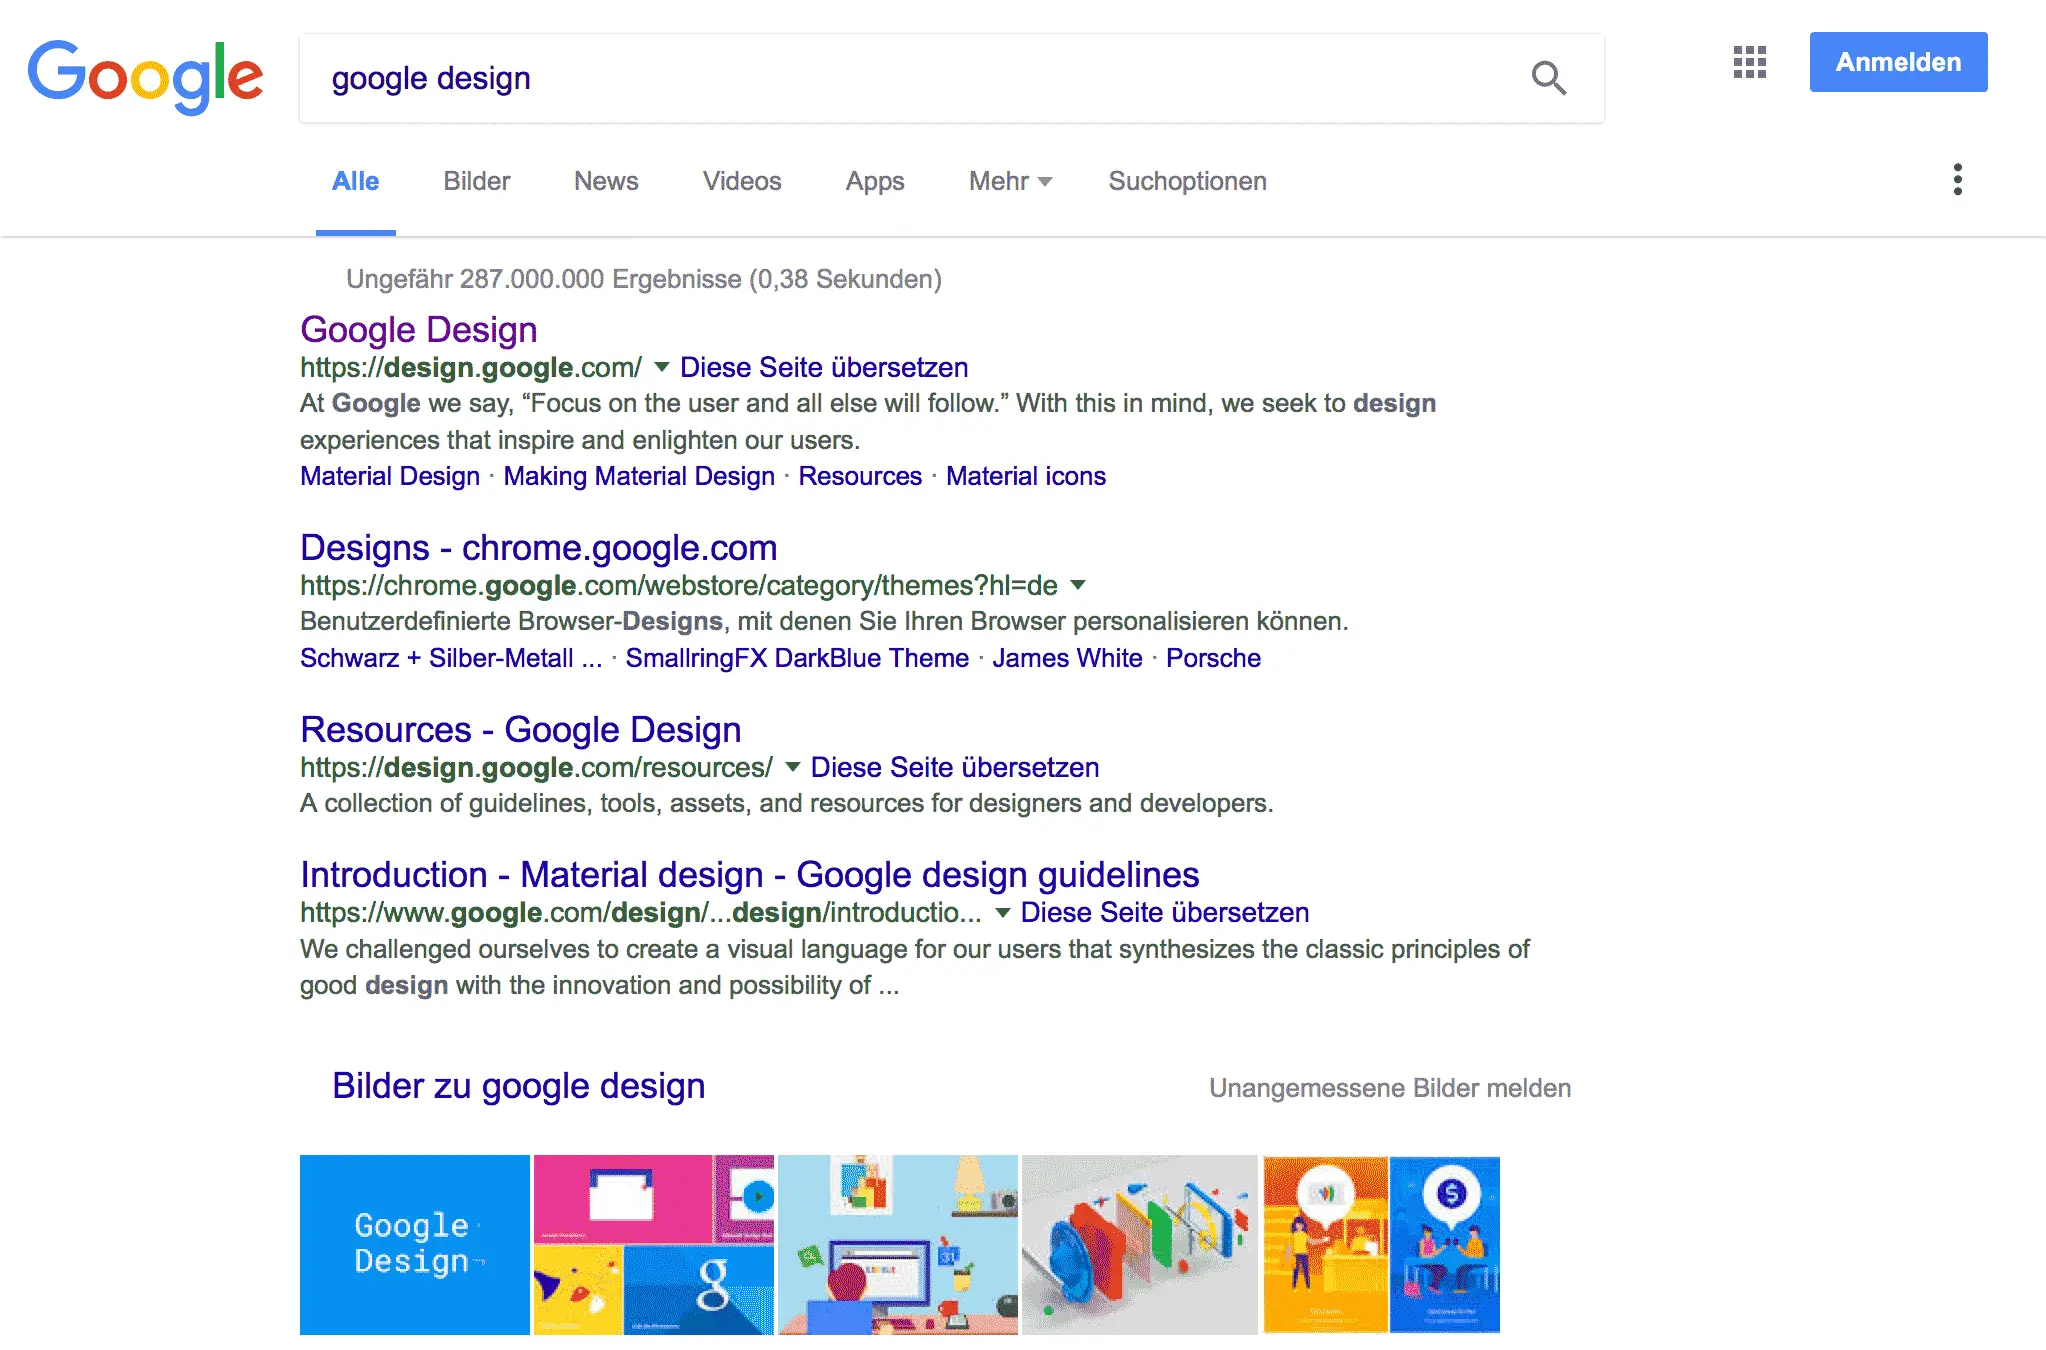 Google
google design
Anmelden
Alle Bilder News Videos Apps Mehr Suchoptionen
Ungefähr 287.000.000 Ergebnisse (0,38 Sekunden)
Google Design
https://design.google.com/ Diese Seite übersetzen
At Google we say, “Focus on the user and all else will follow.” With this in mind, we seek to design
experiences that inspire and enlighten our users.
Material Design · Making Material Design · Resources · Material icons
Designs - chrome.google.com
https://chrome.google.com/webstore/category/themes?hl=de
Benutzerdefinierte Browser-Designs, mit denen Sie Ihren Browser personalisieren können.
Schwarz + Silber-Metall ... · SmallringFX DarkBlue Theme · James White · Porsche
Resources - Google Design
https://design.google.com/resources/ Diese Seite übersetzen
A collection of guidelines, tools, assets, and resources for designers and developers.
Introduction - Material design - Google design guidelines
https://www.google.com/design/...design/introductio... Diese Seite übersetzen
We challenged ourselves to create a visual language for our users that synthesizes the classic principles of
good design with the innovation and possibility of ...
Bilder zu google design
Unangemessene Bilder melden
Google
Design
g
31
$